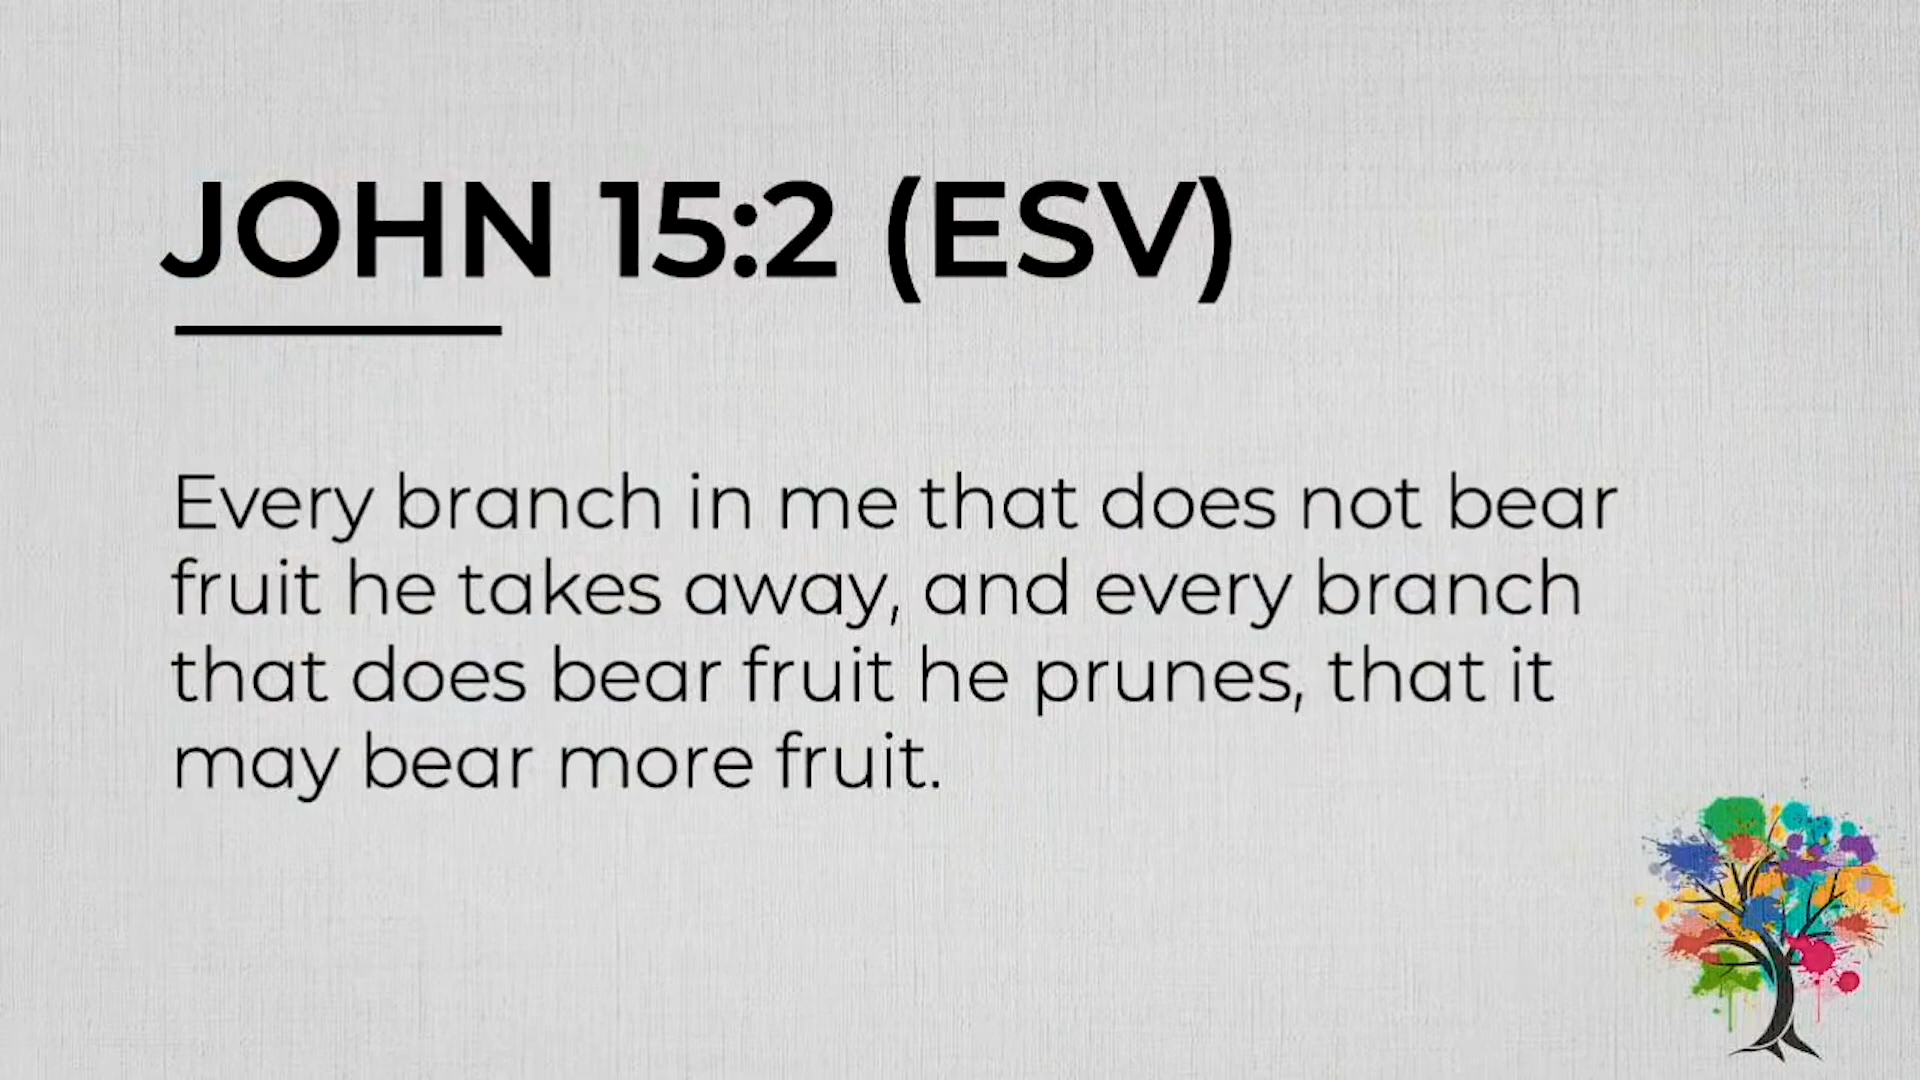 JOHN 15:2 (ESV)
Every branch in me that does not bear
fruit he takes away, and every branch
that does bear fruit he prunes, that it
may bear more fruit.